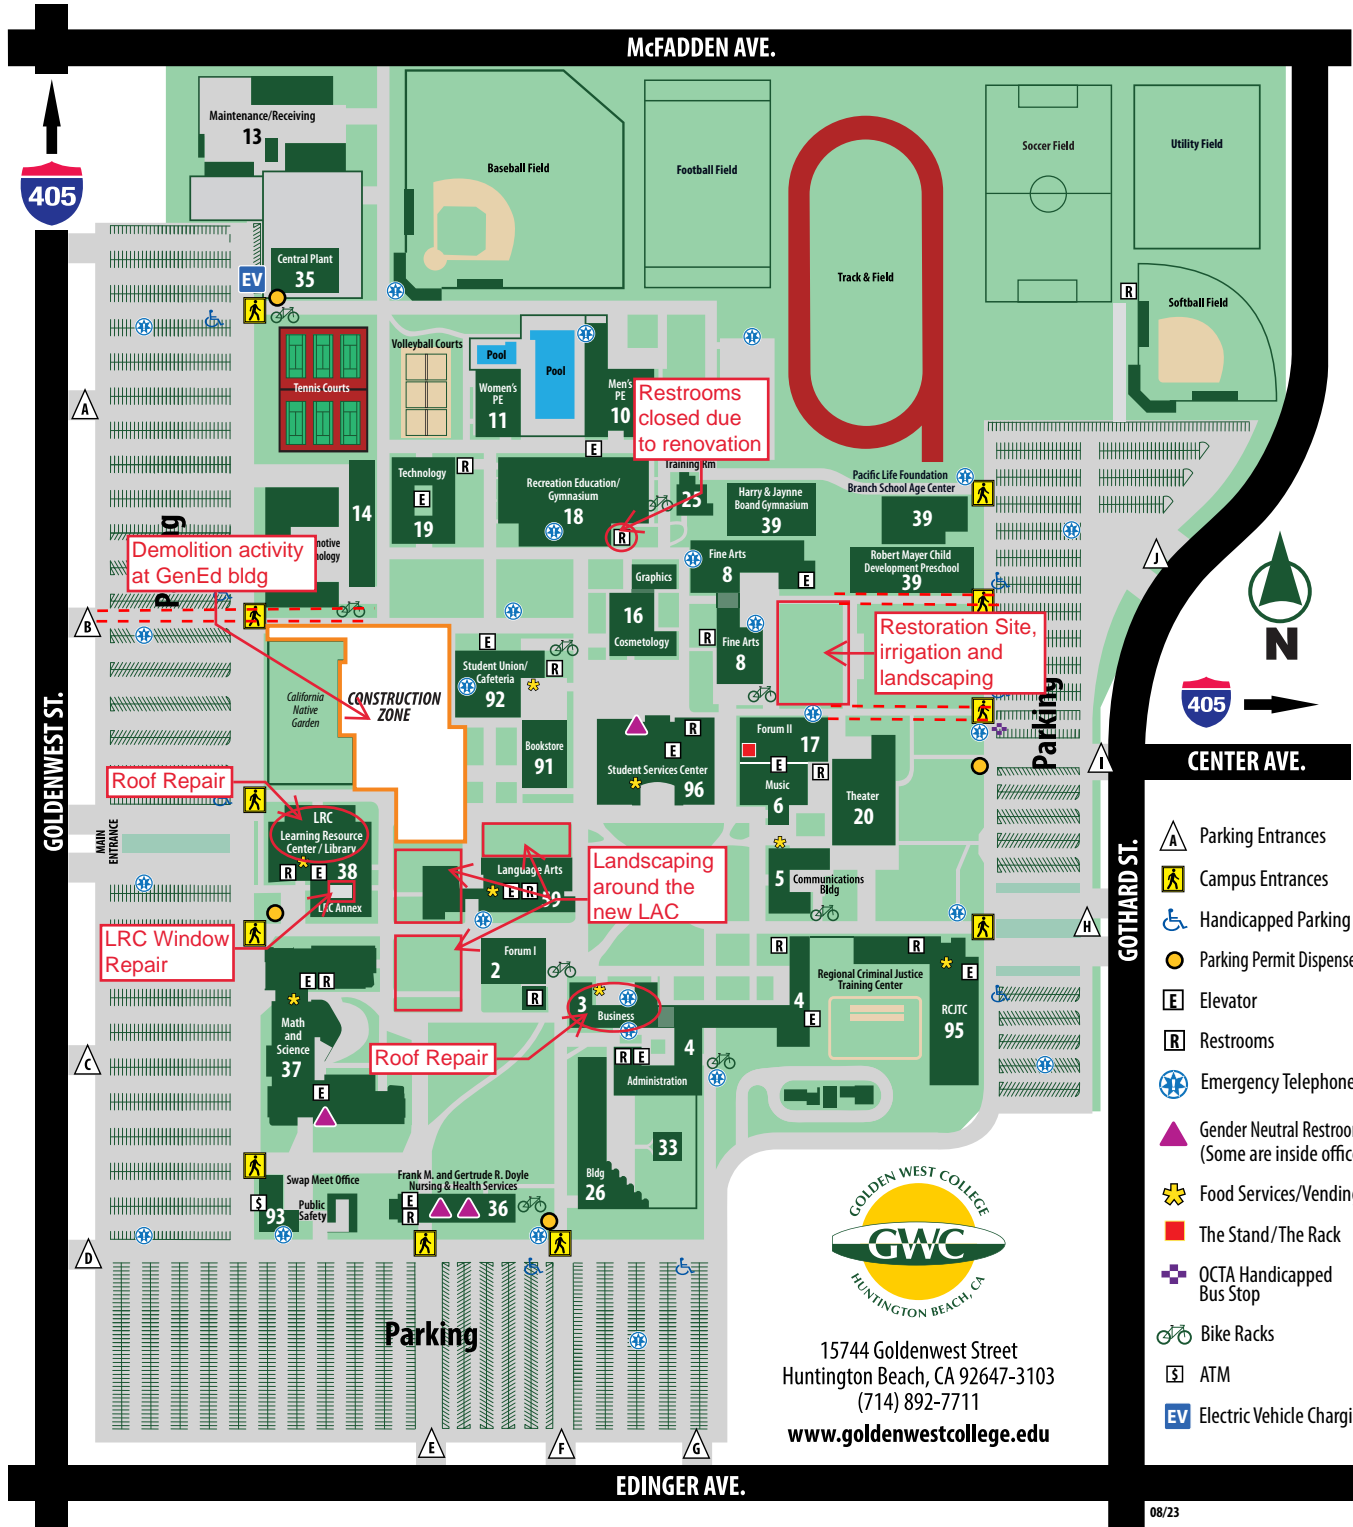 McFADDEN AVE.
405
Maintenance/Receiving
13
Baseball Field
Football Field
Soccer Field
Utility Field
Central Plant
35
EV
Track & Field
R
Softball Field
Volleyball Courts
Pool
Pool
Tennis Courts
Women's
PE
11
Men's
PE
10
Restrooms
closed due
to renovation
A
E
Training Rm
25
Technology
E
19
R
Recreation Education/
Gymnasium
18
R
Harry & Jaynne
Board Gymnasium
39
Pacific Life Foundation
Branch School Age Center
39
14
Demolition activity
at GenEd bldg
Fine Arts
8
E
Robert Mayer Child
Development Preschool
39
J
Graphics
16
Cosmetology
B
R
Fine Arts
8
Restoration Site,
irrigation and
landscaping
N
405
E
Student Union/
Cafeteria
92
R
California
Native
Garden
CONSTRUCTION
ZONE
GOLDENWEST ST.
Parking
Bookstore
91
R
E
Student Services Center
96
Forum II
17
E
R
Music
6
Theater
20
I
CENTER AVE.
Roof Repair
MAIN
ENTRANCE
LRC
Learning Resource
Center / Library
R
E
38
LRC Annex
Language Arts
E
R
Landscaping
around the
new LAC
5
Communications
Bldg
GOTHARD ST.
H
LRC Window
Repair
Forum I
2
R
R
R
Regional Criminal Justice
Training Center
E
RCJTC
95
E
R
Math
and
Science
37
E
3
Business
4
E
Roof Repair
R
E
4
Administration
C
33
Bldg
26
Swap Meet Office
$
93
Public
Safety
Frank M. and Gertrude R. Doyle
Nursing & Health Services
E
R
36
D
Parking
E
F
G
GOLDEN WEST COLLEGE
GWC
HUNTINGTON BEACH, CA
15744 Goldenwest Street
Huntington Beach, CA 92647-3103
(714) 892-7711
www.goldenwestcollege.edu
A Parking Entrances
Campus Entrances
Handicapped Parking
Parking Permit Dispense
E Elevator
R Restrooms
Emergency Telephone
Gender Neutral Restroo
(Some are inside offic
Food Services/Vending
The Stand/The Rack
OCTA Handicapped
Bus Stop
Bike Racks
$ ATM
EV Electric Vehicle Chargi
EDINGER AVE.
08/23